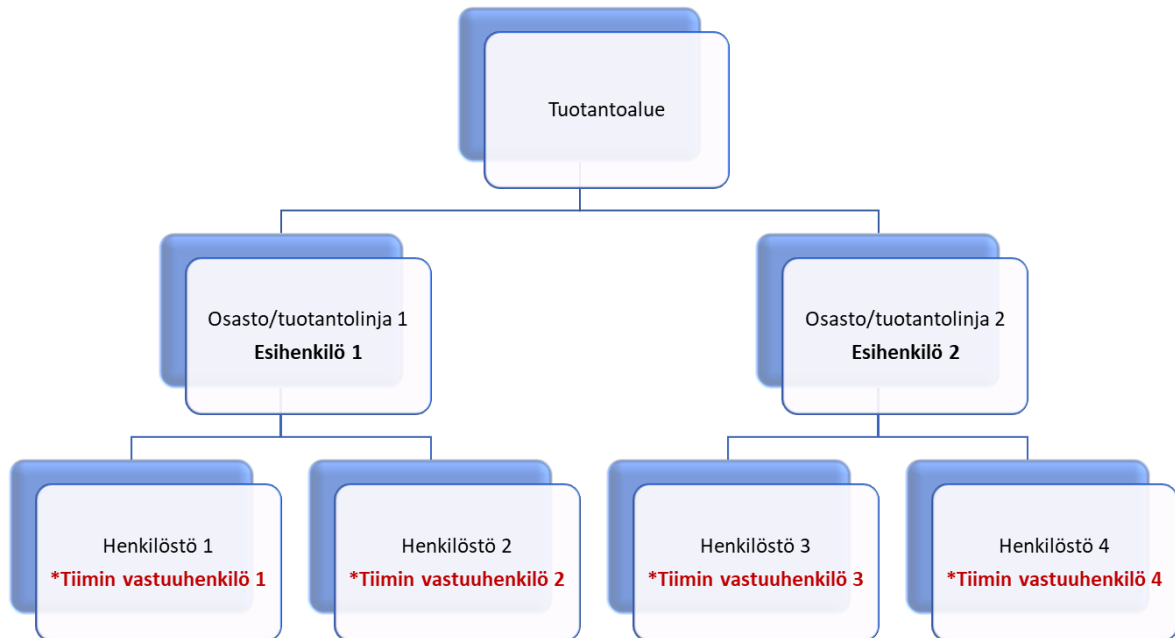 Tuotantoalue
Osasto/tuotantolinja 1
Esihenkilö 1
Osasto/tuotantolinja 2
Esihenkilö 2
Henkilöstö 1
*Tiimin vastuuhenkilö 1
Henkilöstö 2
*Tiimin vastuuhenkilö 2
Henkilöstö 3
*Tiimin vastuuhenkilö 3
Henkilöstö 4
*Tiimin vastuuhenkilö 4